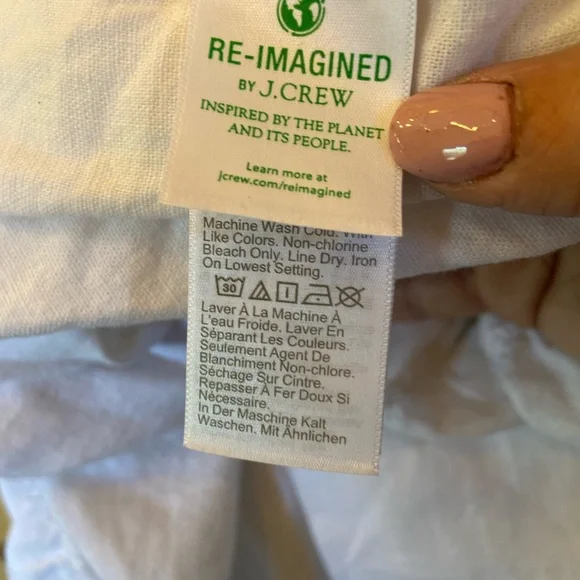 RE-IMAGINED
BY J.CREW
INSPIRED BY THE PLANET
AND ITS PEOPLE.
Learn more at
jcrew.com/reimagined
Machine Wash Cold. With
Like Colors. Non-chlorine
Bleach Only. Line Dry. Iron
On Lowest Setting.
30
Laver À La Machine À
L'eau Froide. Laver En
Séparant Les Couleurs.
Seulement Agent De
Blanchiment Non-chlore.
Séchage Sur Cintre.
Repasser À Fer Doux Si
Nécessaire.
In Der Maschine Kalt
Waschen. Mit Ähnlichen